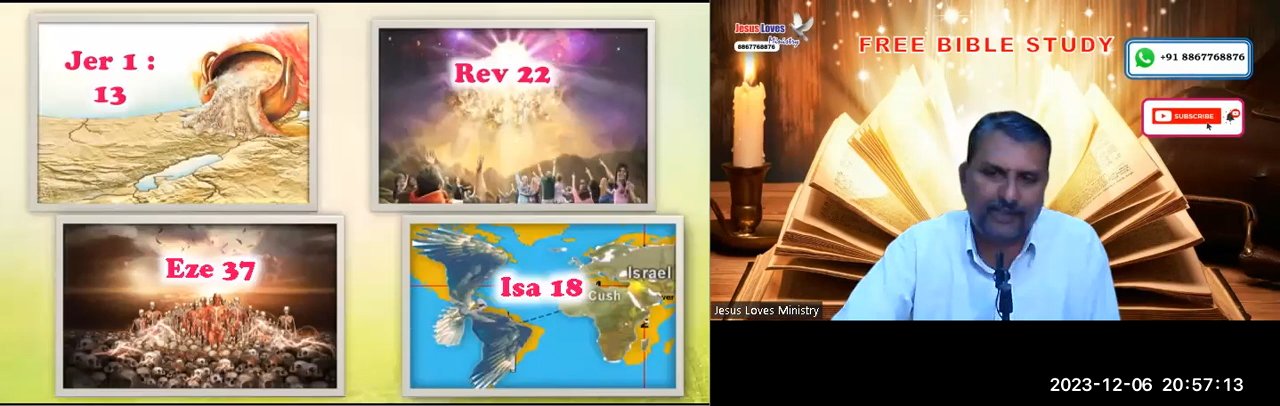 Jer 1 :
13
Rev 22
Eze 37
Isa 18
Israel
Cush
ver
Jesus Loves
Ministry
8867768876
FREE BIBLE STUDY
+91 8867768876
SUBSCRIBE
Jesus Loves Ministry
2023-12-06 20:57:13